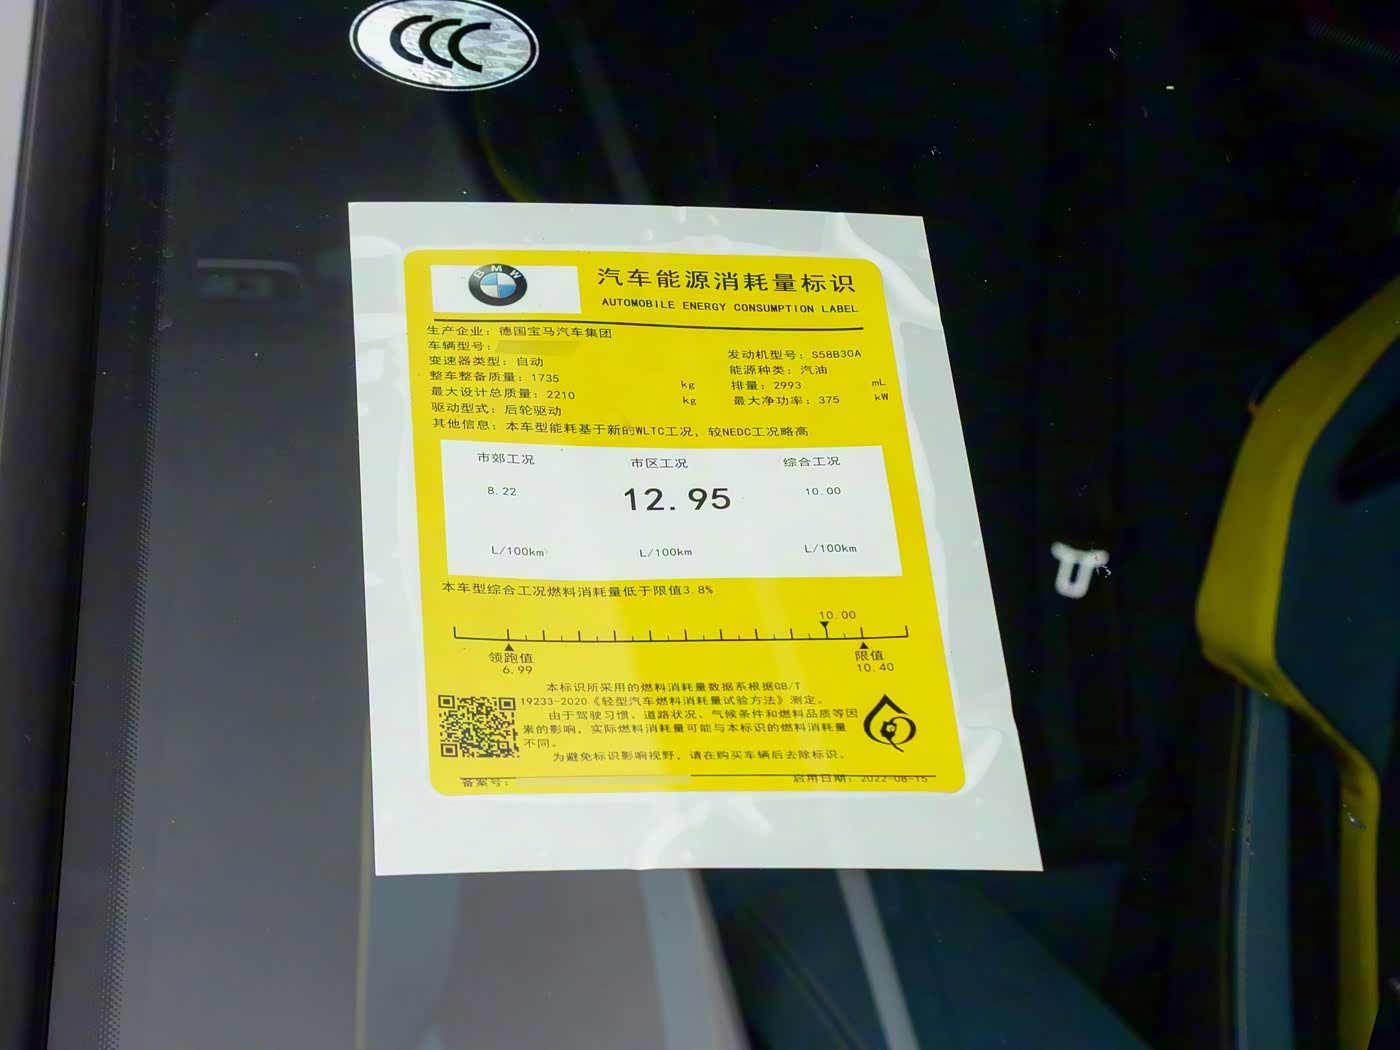 CCC
BMW
汽车能源消耗量标识
AUTOMOBILE ENERGY CONSUMPTION LABEL
生产企业：德国宝马汽车集团
车辆型号：
变速器类型：自动
发动机型号：S58B30A
整车整备质量：1735 kg
能源种类：汽油
最大设计总质量：2210 kg
排量：2993 mL
驱动型式：后轮驱动
最大净功率：375 kW
其他信息：本车型能耗基于新的WLTC工况，较NEDC工况略高
市郊工况 市区工况 综合工况
8.22 12.95 10.00
L/100km L/100km L/100km
本车型综合工况燃料消耗量低于限值3.8%
10.00
领跑值 限值
6.99 10.40
本标识所采用的燃料消耗量数据系根据GB/T
19233-2020《轻型汽车燃料消耗量试验方法》测定。
由于驾驶习惯、道路状况、气候条件和燃料品质等因
素的影响，实际燃料消耗量可能与本标识的燃料消耗量
不同。
为避免标识影响视野，请在购买车辆后去除标识。
备案号：
启用日期：2022-08-15